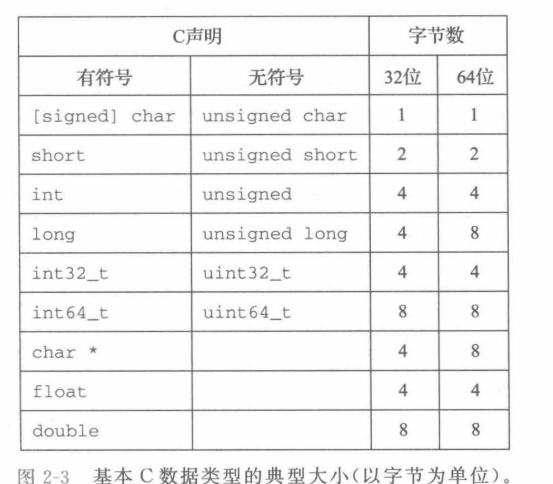 C声明 字节数
有符号 无符号 32位 64位
[signed] char unsigned char 1 1
short unsigned short 2 2
int unsigned 4 4
long unsigned long 4 8
int32_t uint32_t 4 4
int64_t uint64_t 8 8
char * 4 8
float 4 4
double 8 8
图 2-3 基本 C 数据类型的典型大小(以字节为单位)。